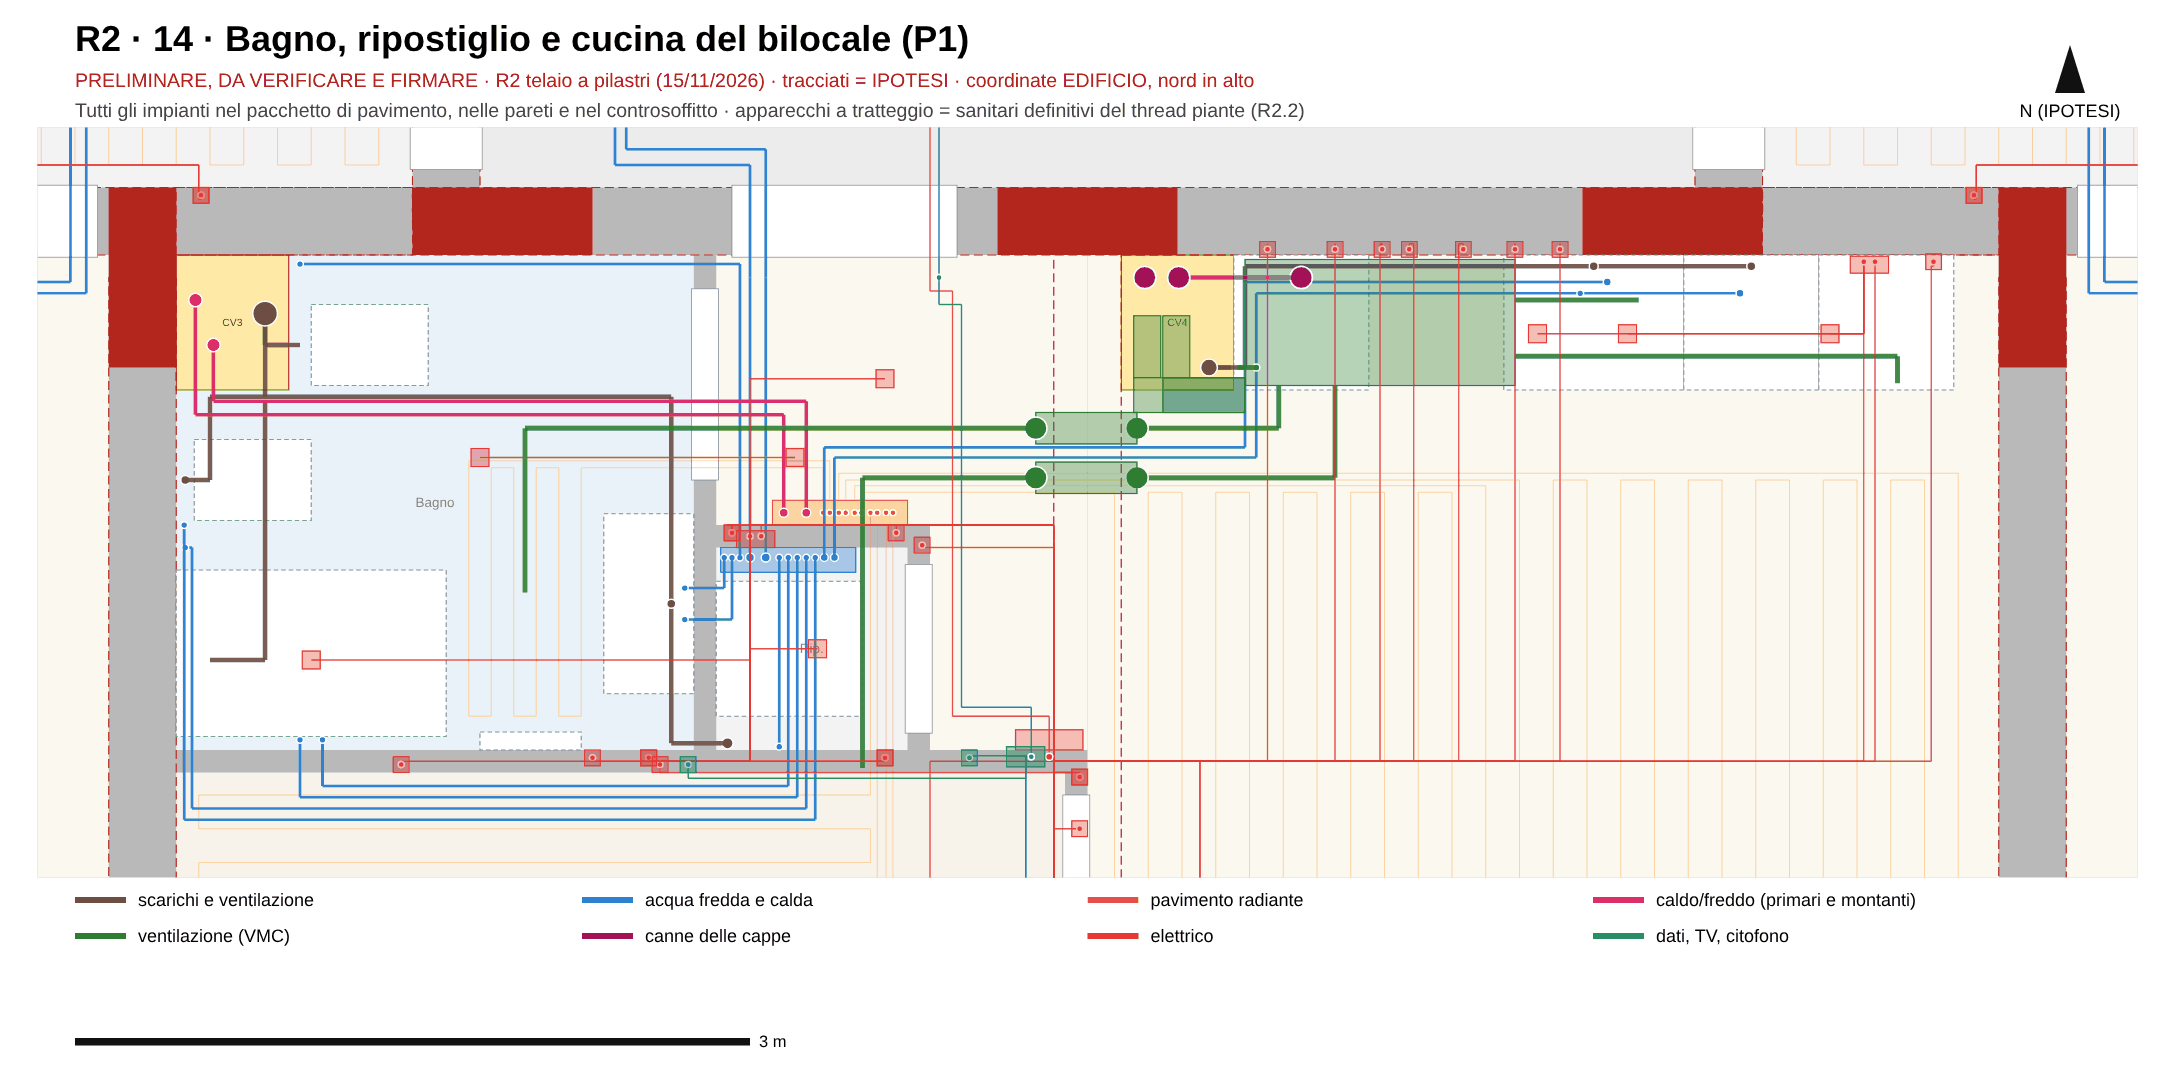 R2 · 14 · Bagno, ripostiglio e cucina del bilocale (P1)
PRELIMINARE, DA VERIFICARE E FIRMARE · R2 telaio a pilastri (15/11/2026) · tracciati = IPOTESI · coordinate EDIFICIO, nord in alto
Tutti gli impianti nel pacchetto di pavimento, nelle pareti e nel controsoffitto · apparecchi a tratteggio = sanitari definitivi del thread piante (R2.2)
N (IPOTESI)
CV3
CV4
Bagno
scarichi e ventilazione
acqua fredda e calda
pavimento radiante
caldo/freddo (primari e montanti)
ventilazione (VMC)
canne delle cappe
elettrico
dati, TV, citofono
3 m